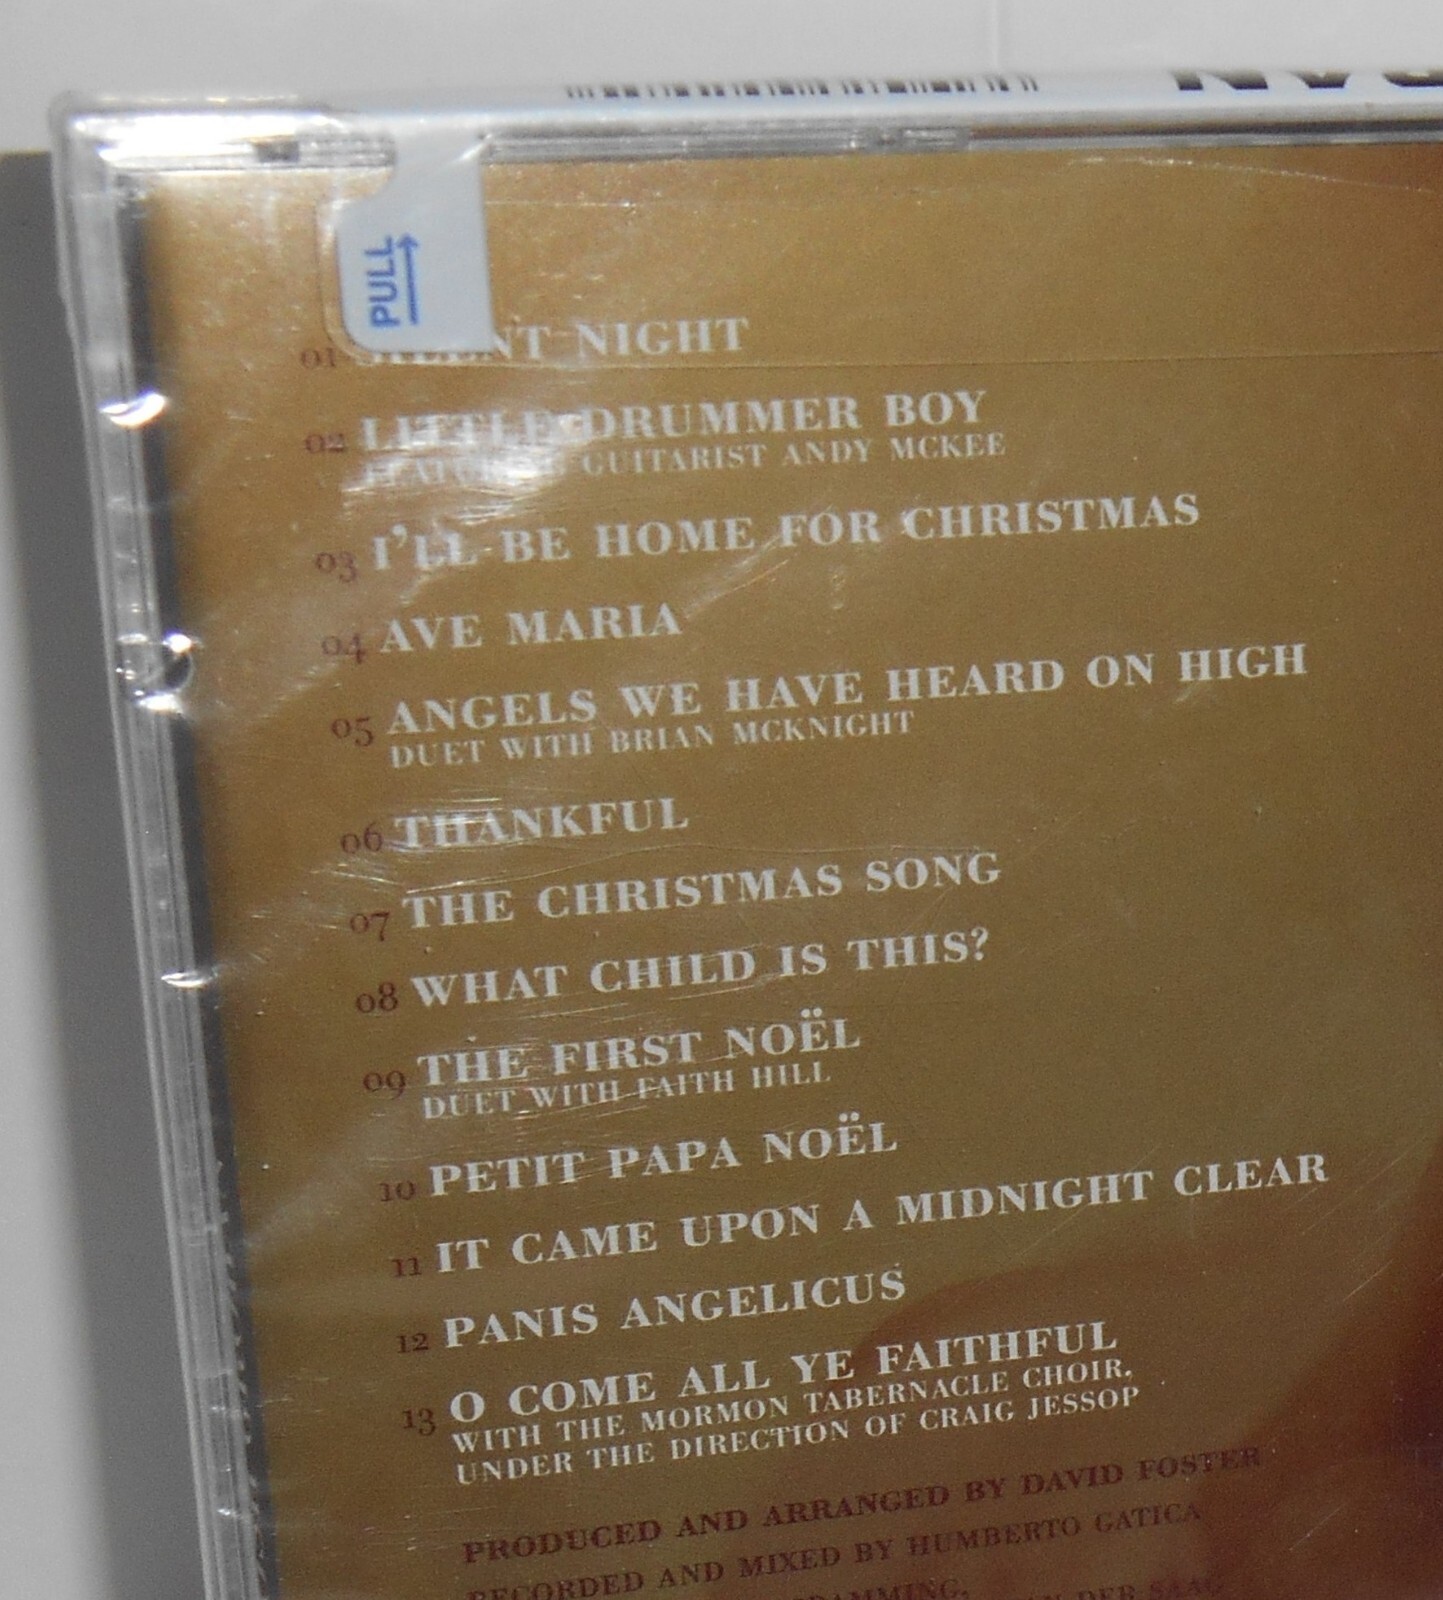 PULL
01 SILENT NIGHT
02 LITTLE DRUMMER BOY
FEATURING GUITARIST ANDY MCKEE
03 I'LL BE HOME FOR CHRISTMAS
04 AVE MARIA
05 ANGELS WE HAVE HEARD ON HIGH
DUET WITH BRIAN MCKNIGHT
06 THANKFUL
07 THE CHRISTMAS SONG
08 WHAT CHILD IS THIS?
09 THE FIRST NOËL
DUET WITH FAITH HILL
10 PETIT PAPA NOËL
11 IT CAME UPON A MIDNIGHT CLEAR
12 PANIS ANGELICUS
13 O COME ALL YE FAITHFUL
WITH THE MORMON TABERNACLE CHOIR,
UNDER THE DIRECTION OF CRAIG JESSOP
PRODUCED AND ARRANGED BY DAVID FOSTER
RECORDED AND MIXED BY HUMBERTO GATICA